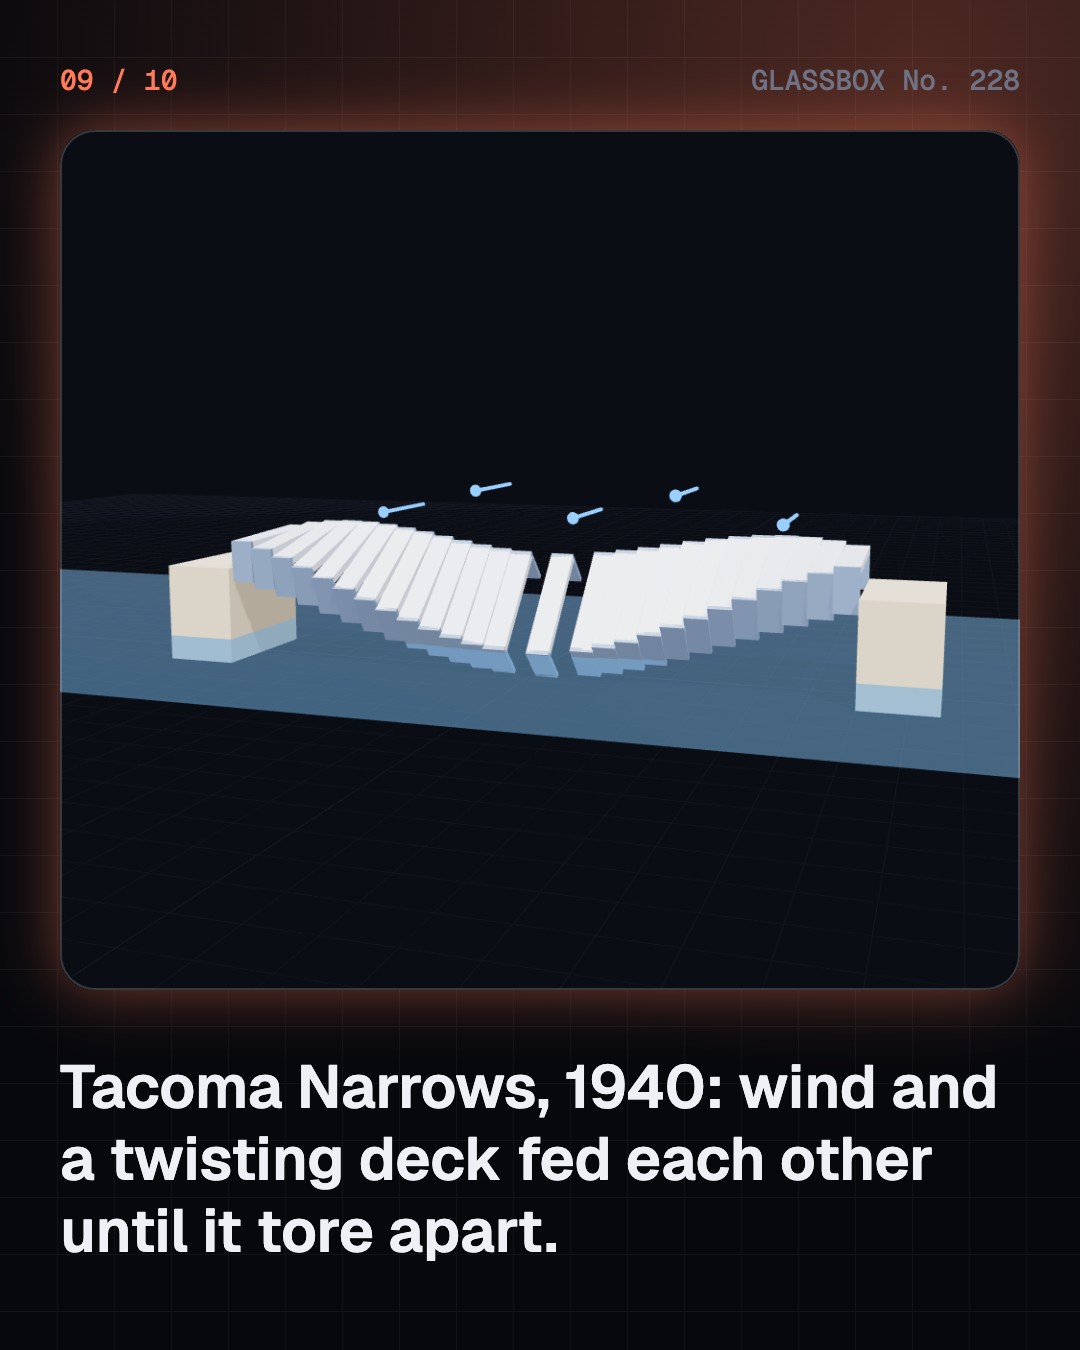 09 / 10
GLASSBOX No. 228
Tacoma Narrows, 1940: wind and
a twisting deck fed each other
until it tore apart.